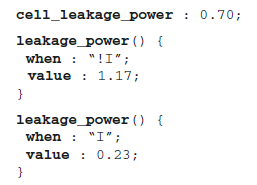 cell_leakage_power : 0.70;
leakage_power() {
when : “!I”;
value : 1.17;
}
leakage_power() {
when : “I”;
value : 0.23;
}